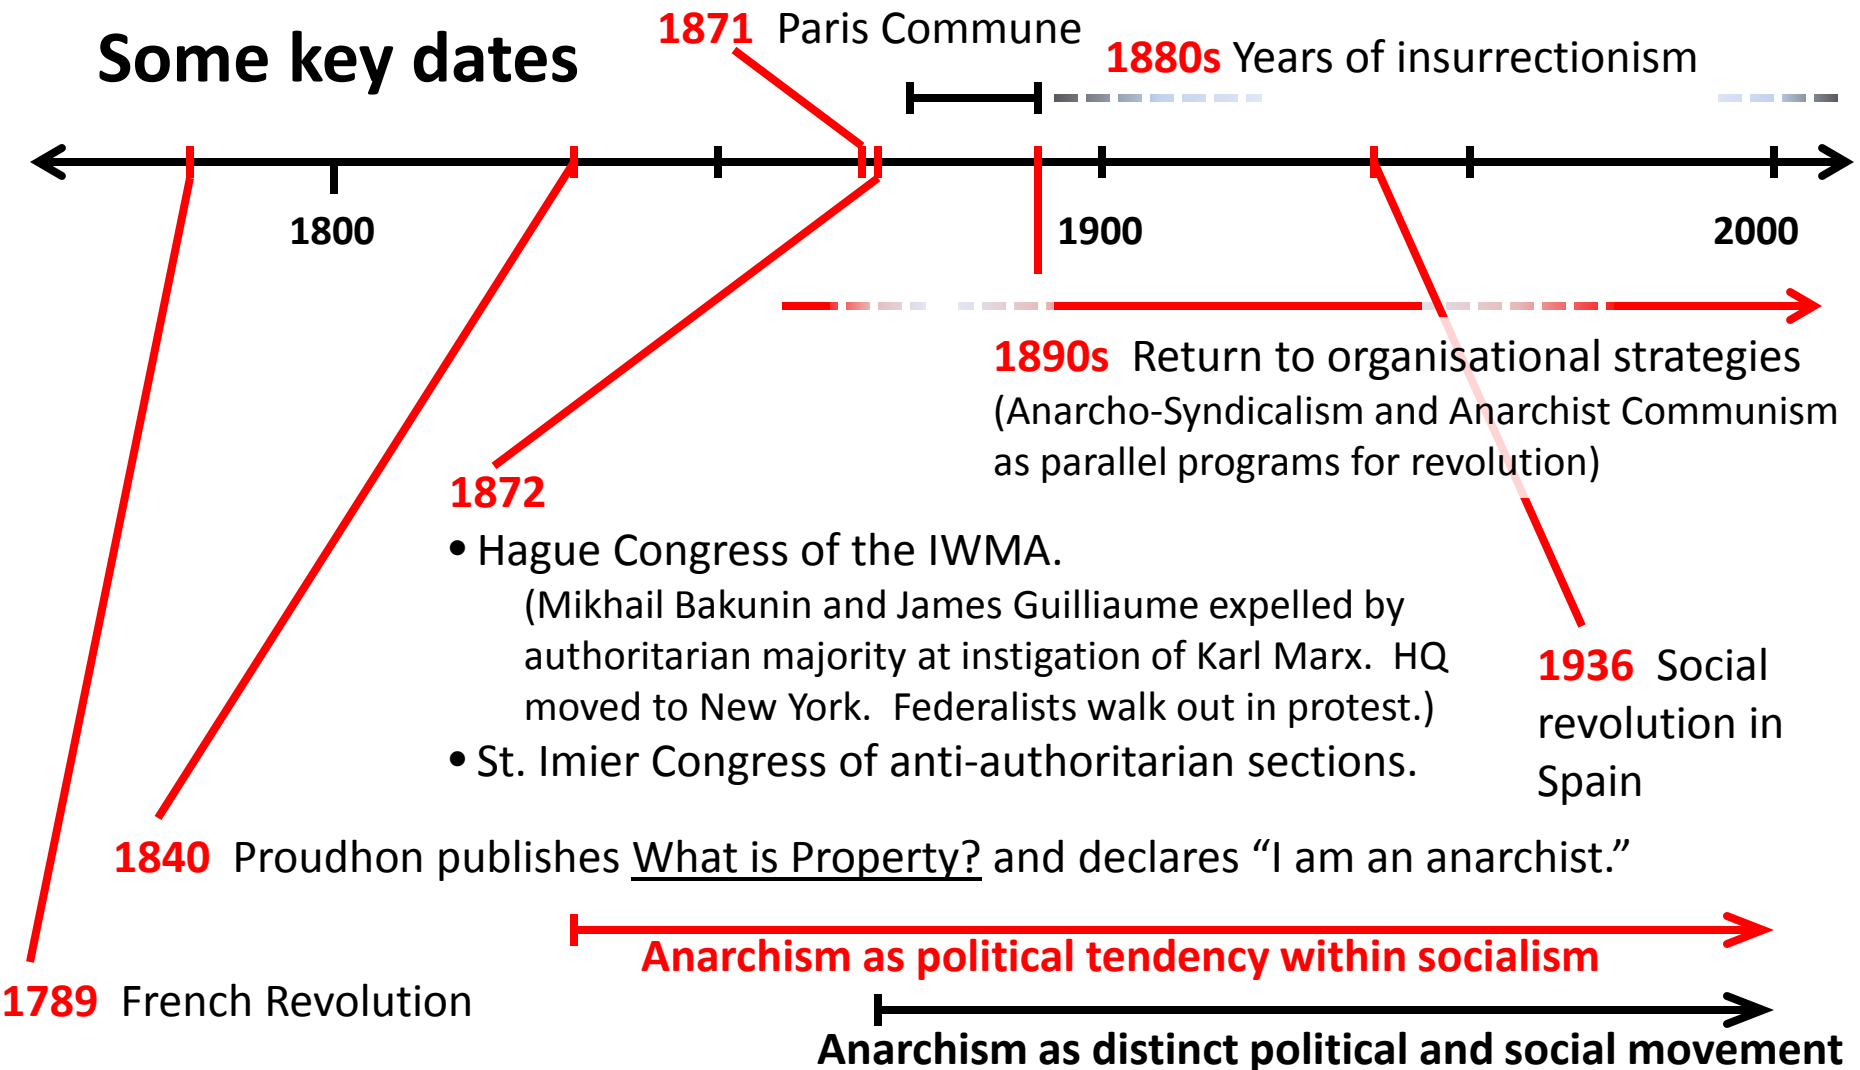 Some key dates
1871 Paris Commune
1880s Years of insurrectionism
1800
1900
2000
1890s Return to organisational strategies
(Anarcho-Syndicalism and Anarchist Communism
as parallel programs for revolution)
1872
• Hague Congress of the IWMA.
(Mikhail Bakunin and James Guilliaume expelled by
authoritarian majority at instigation of Karl Marx. HQ
moved to New York. Federalists walk out in protest.)
• St. Imier Congress of anti-authoritarian sections.
1936 Social
revolution in
Spain
1840 Proudhon publishes What is Property? and declares “I am an anarchist.”
Anarchism as political tendency within socialism
1789 French Revolution
Anarchism as distinct political and social movement